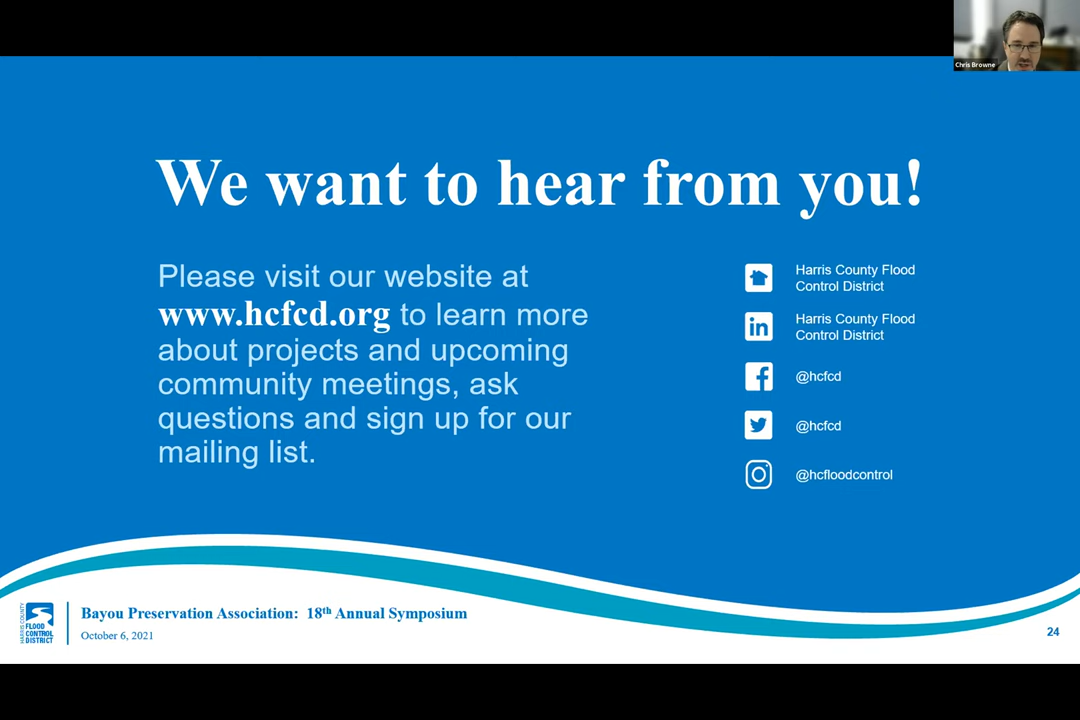 Chris Browne
We want to hear from you!
Please visit our website at
www.hcfcd.org to learn more
about projects and upcoming
community meetings, ask
questions and sign up for our
mailing list.
Harris County Flood
Control District
in
Harris County Flood
Control District
@hcfcd
@hcfcd
@hcfloodcontrol
HARRIS COUNTY
FLOOD
CONTROL
DISTRICT
Bayou Preservation Association: 18th Annual Symposium
October 6, 2021
24